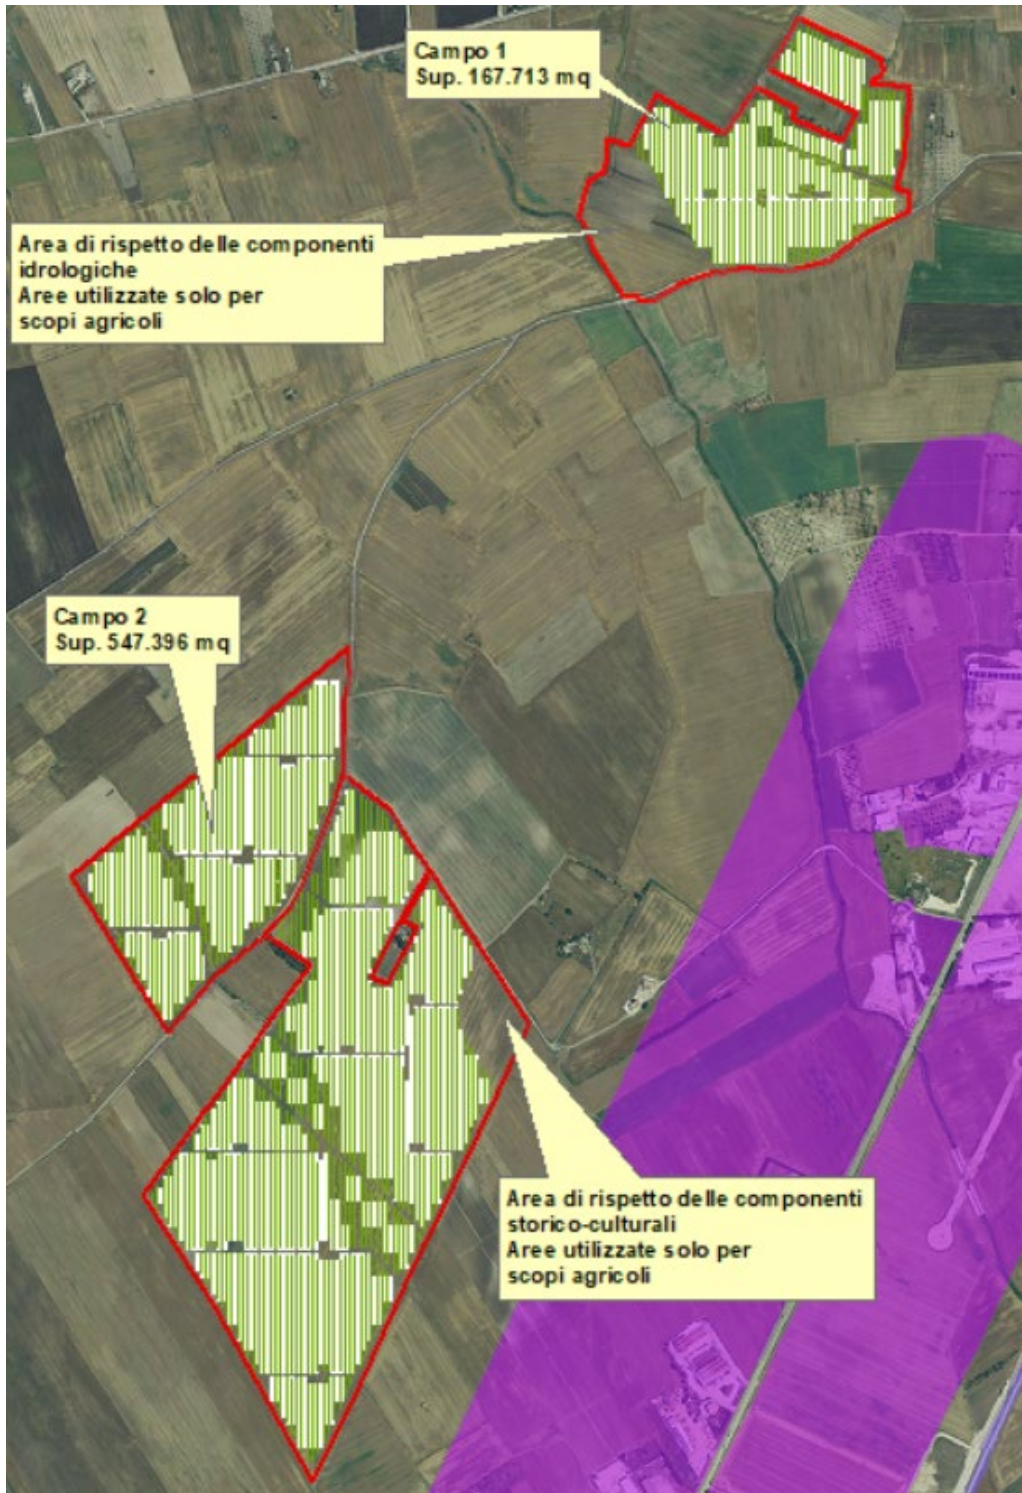 Campo 1
Sup. 167.713 mq
Area di rispetto delle componenti
idrologiche
Aree utilizzate solo per
scopi agricoli
Campo 2
Sup. 547.396 mq
Area di rispetto delle componenti
storico-culturali
Aree utilizzate solo per
scopi agricoli